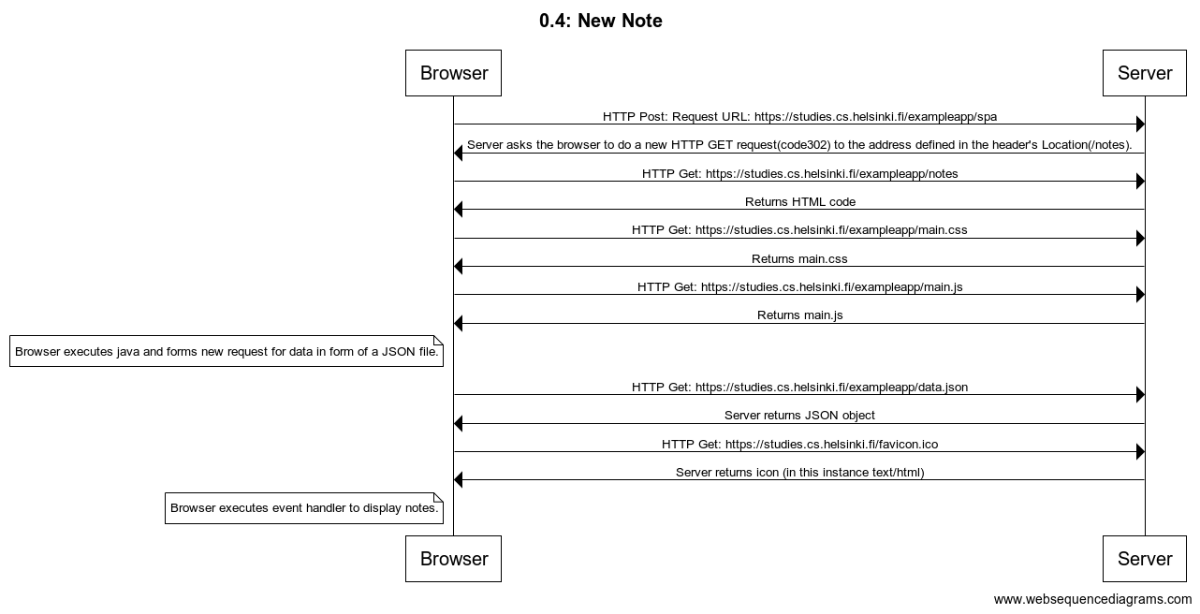 0.4: New Note
Browser
Server
HTTP Post: Request URL: https://studies.cs.helsinki.fi/exampleapp/spa
Server asks the browser to do a new HTTP GET request(code302) to the address defined in the header's Location(/notes).
HTTP Get: https://studies.cs.helsinki.fi/exampleapp/notes
Returns HTML code
HTTP Get: https://studies.cs.helsinki.fi/exampleapp/main.css
Returns main.css
HTTP Get: https://studies.cs.helsinki.fi/exampleapp/main.js
Returns main.js
Browser executes java and forms new request for data in form of a JSON file.
HTTP Get: https://studies.cs.helsinki.fi/exampleapp/data.json
Server returns JSON object
HTTP Get: https://studies.cs.helsinki.fi/favicon.ico
Server returns icon (in this instance text/html)
Browser executes event handler to display notes.
Browser
Server
www.websequencediagrams.com